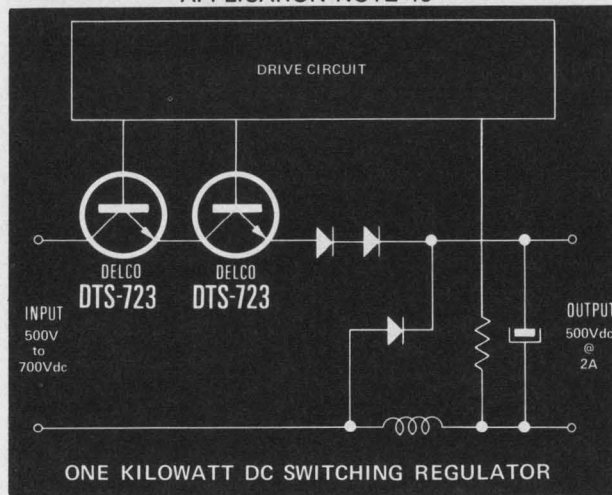 DRIVE CIRCUIT
DELCO
DTS-723
DELCO
DTS-723
INPUT
500V
to
700Vdc
OUTPUT
500Vdc
@
2A
ONE KILOWATT DC SWITCHING REGULATOR